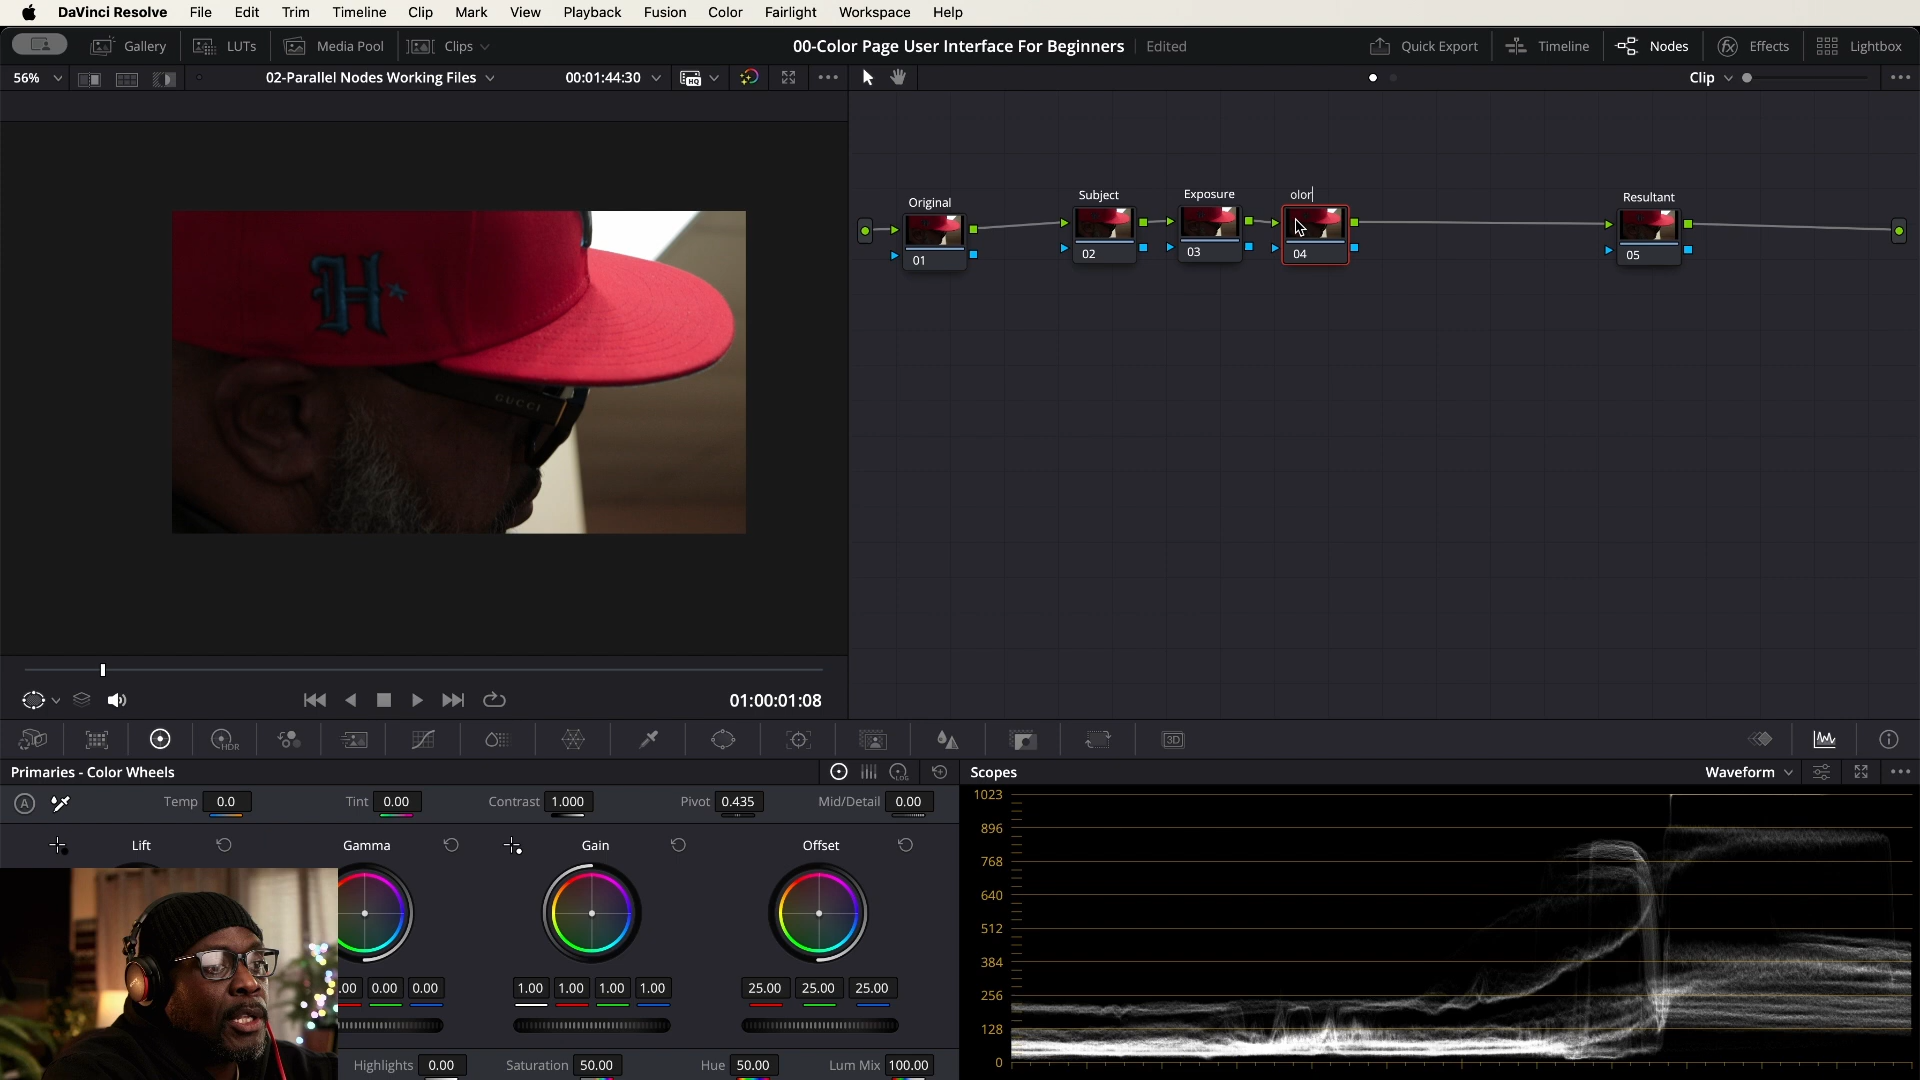 DaVinci Resolve File Edit Trim Timeline Clip Mark View Playback Fusion Color Fairlight Workspace Help
Gallery LUTs Media Pool Clips 00-Color Page User Interface For Beginners Edited Quick Export Timeline Nodes Effects Lightbox
56% 02-Parallel Nodes Working Files 00:01:44:30 HQ Clip
Original
01
Subject
02
Exposure
03
olor
04
Resultant
05
H
GUCCI
01:00:01:08
HDR
3D
Primaries - Color Wheels
LOG
A Temp 0.0 Tint 0.00 Contrast 1.000 Pivot 0.435 Mid/Detail 0.00
Lift Gamma Gain Offset
.00 0.00 0.00 1.00 1.00 1.00 1.00 25.00 25.00 25.00
Highlights 0.00 Saturation 50.00 Hue 50.00 Lum Mix 100.00
Scopes Waveform
1023
896
768
640
512
384
256
128
0